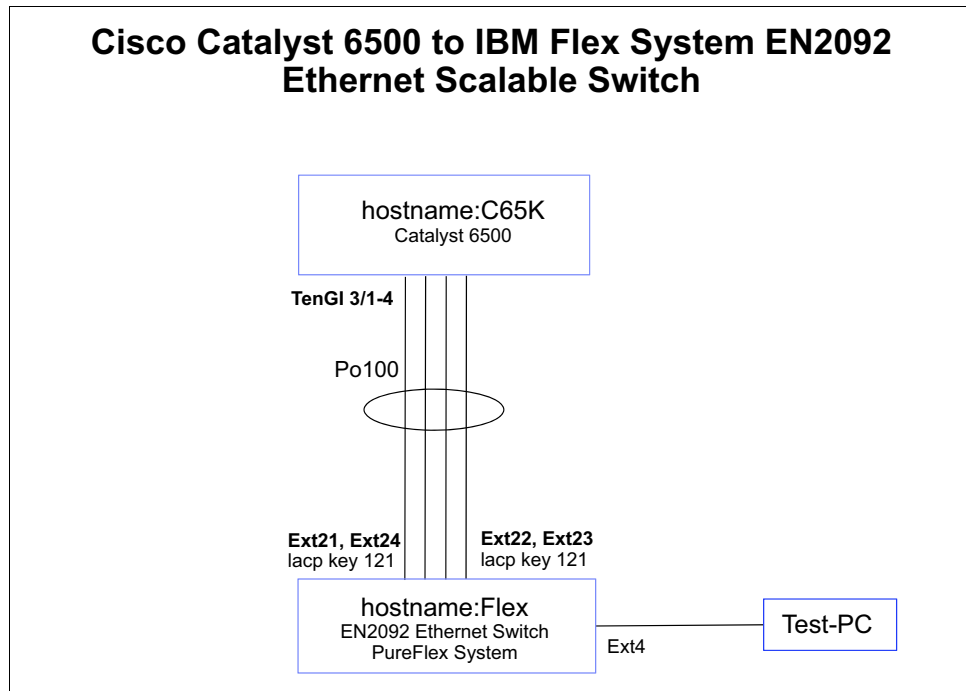 Cisco Catalyst 6500 to IBM Flex System EN2092
Ethernet Scalable Switch
hostname:C65K
Catalyst 6500
TenGI 3/1-4
Po100
Ext21, Ext24
lacp key 121
Ext22, Ext23
lacp key 121
hostname:Flex
EN2092 Ethernet Switch
PureFlex System
Ext4
Test-PC